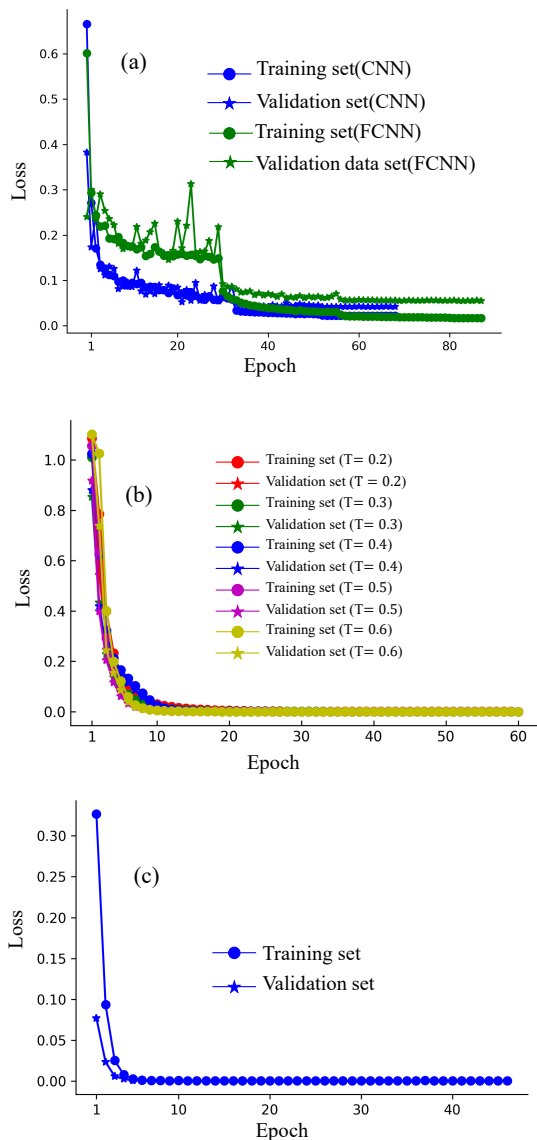 0.6
0.5
0.4
0.3
0.2
0.1
0.0
Loss
(a)
Training set(CNN)
Validation set(CNN)
Training set(FCNN)
Validation data set(FCNN)
1 20 40 60 80
Epoch
1.0
0.8
0.6
0.4
0.2
0.0
Loss
(b)
Training set (T= 0.2)
Validation set (T = 0.2)
Training set (T= 0.3)
Validation set (T = 0.3)
Training set (T= 0.4)
Validation set (T= 0.4)
Training set (T= 0.5)
Validation set (T= 0.5)
Training set (T= 0.6)
Validation set (T= 0.6)
1 10 20 30 40 50 60
Epoch
0.30
0.25
0.20
0.15
0.10
0.05
0.00
Loss
(c)
Training set
Validation set
1 10 20 30 40
Epoch